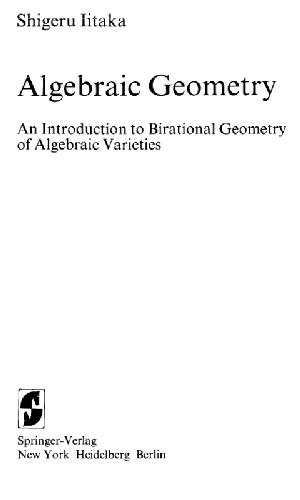 Shigeru Iitaka
Algebraic Geometry
An Introduction to Birational Geometry
of Algebraic Varieties
Springer-Verlag
New York Heidelberg Berlin